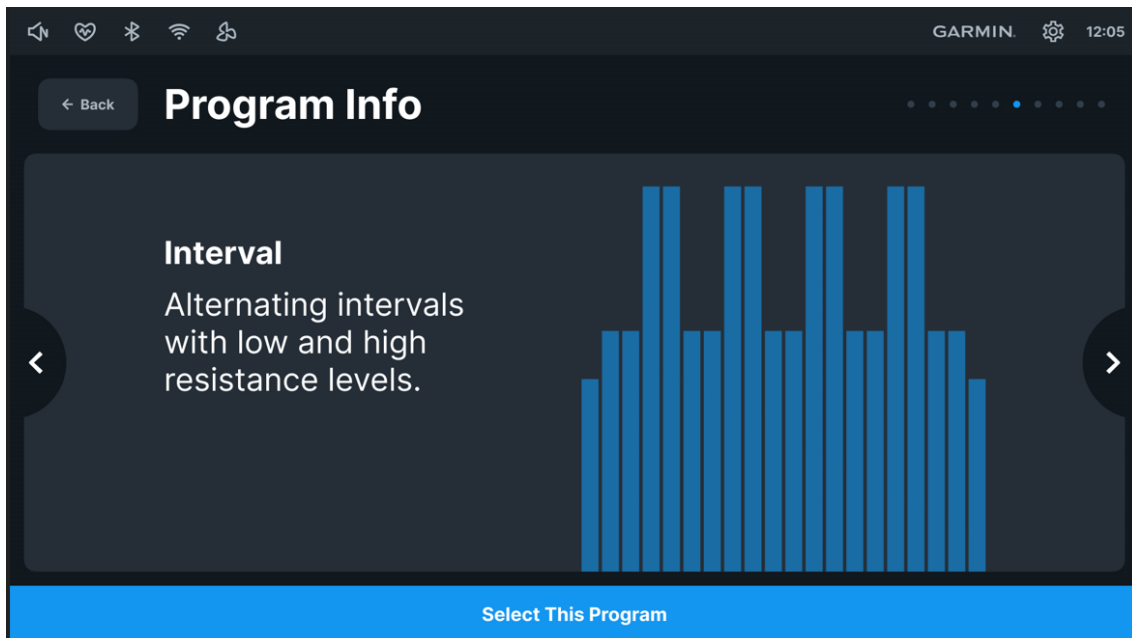 GARMIN.
12:05
← Back
Program Info
Interval
Alternating intervals
with low and high
resistance levels.
Select This Program